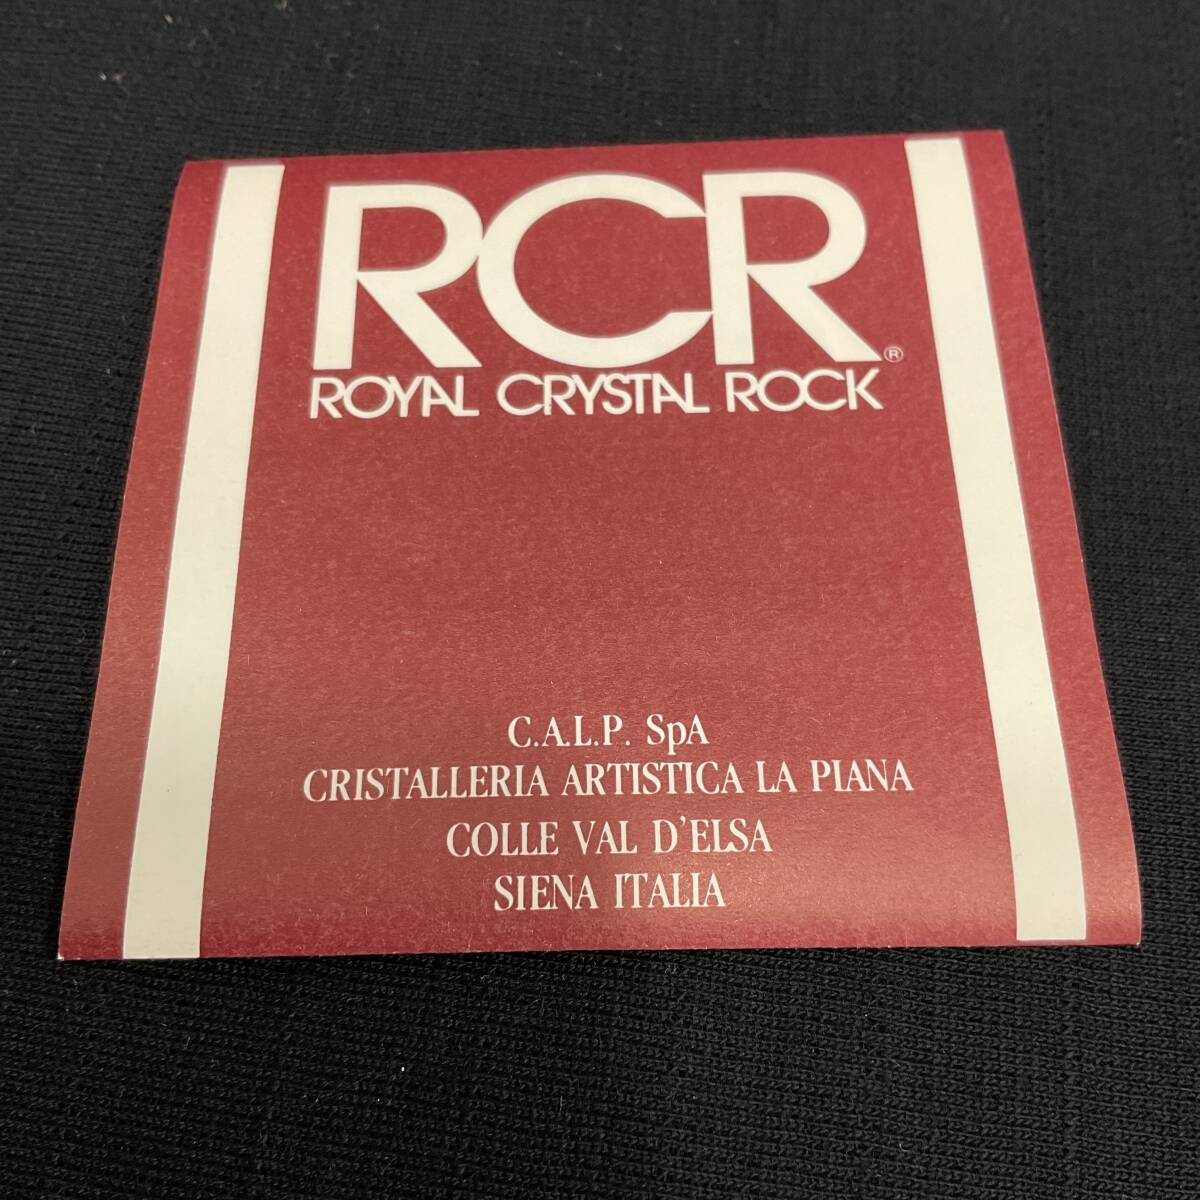 RCR®
ROYAL CRYSTAL ROCK
C.A.L.P. SpA
CRISTALLERIA ARTISTICA LA PIANA
COLLE VAL D'ELSA
SIENA ITALIA